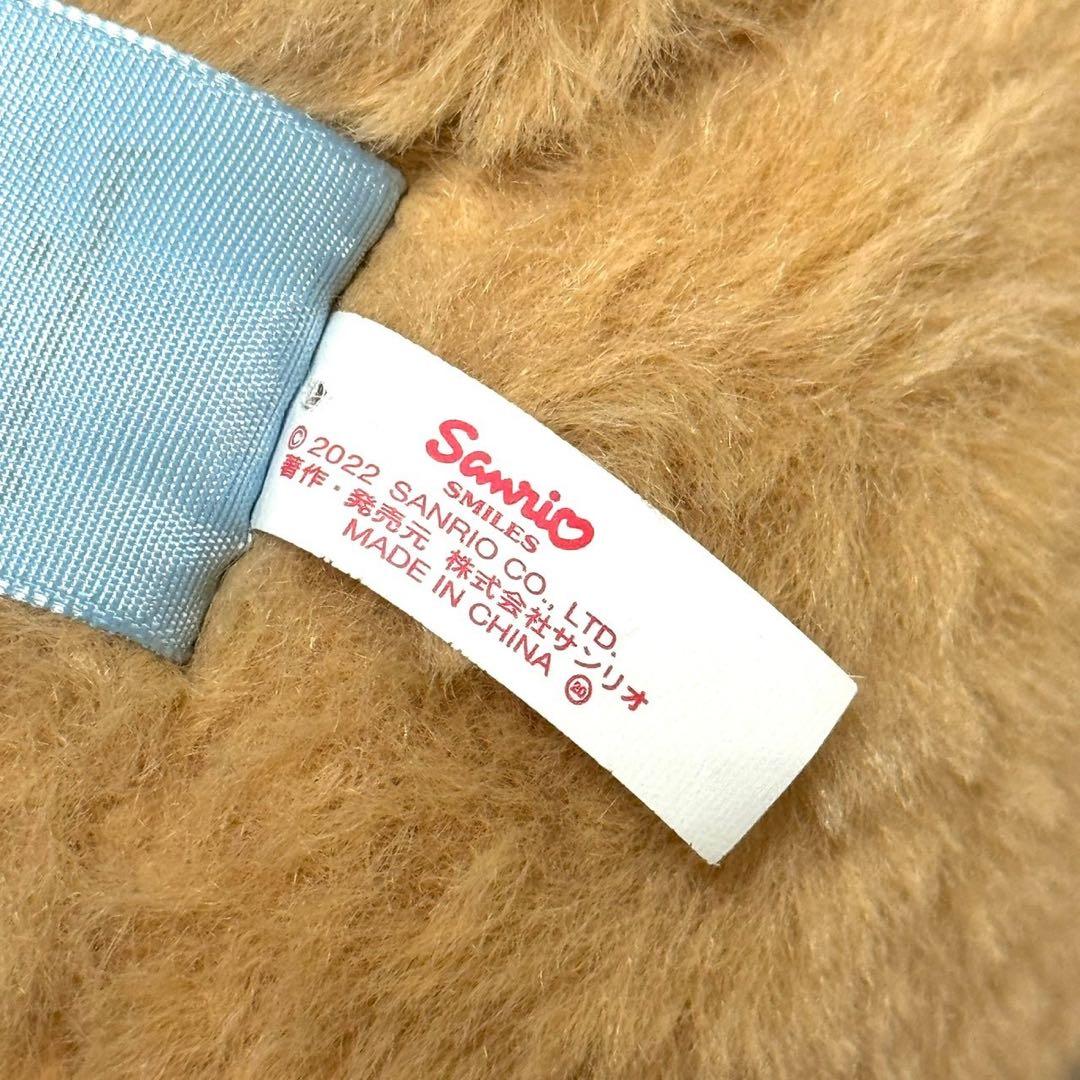 Sanrio
SMILES
© 2022 SANRIO CO., LTD.
著作・発売元 株式会社サンリオ
MADE IN CHINA ⑳